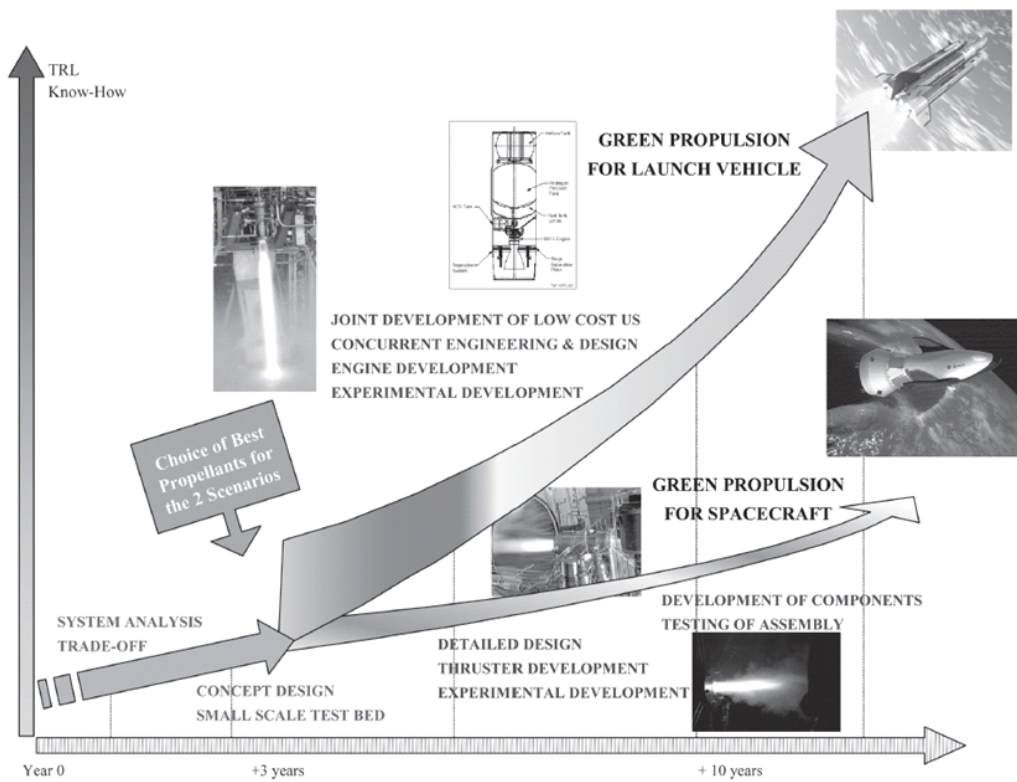 TRL
Know-How
GREEN PROPULSION
FOR LAUNCH VEHICLE
JOINT DEVELOPMENT OF LOW COST US
CONCURRENT ENGINEERING & DESIGN
ENGINE DEVELOPMENT
EXPERIMENTAL DEVELOPMENT
Choice of Best
Propellants for
the 2 Scenarios
GREEN PROPULSION
FOR SPACECRAFT
SYSTEM ANALYSIS
TRADE-OFF
DEVELOPMENT OF COMPONENTS
TESTING OF ASSEMBLY
DETAILED DESIGN
THRUSTER DEVELOPMENT
EXPERIMENTAL DEVELOPMENT
CONCEPT DESIGN
SMALL SCALE TEST BED
Year 0
+3 years
+ 10 years